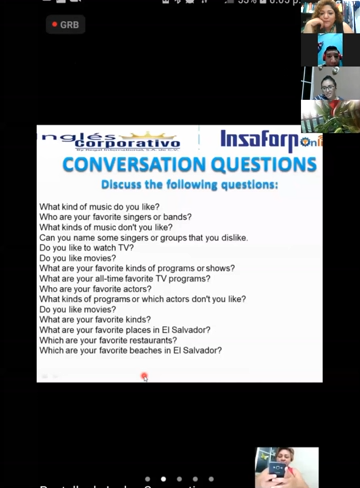 GRB
Inglés
Corporativo
Insaforp
CONVERSATION QUESTIONS
Discuss the following questions:
What kind of music do you like?
Who are your favorite singers or bands?
What kinds of music don't you like?
Can you name some singers or groups that you dislike.
Do you like to watch TV?
Do you like movies?
What are your favorite kinds of programs or shows?
What are your all-time favorite TV programs?
Who are your favorite actors?
What kinds of programs or which actors don't you like?
Do you like movies?
What are your favorite kinds?
What are your favorite places in El Salvador?
Which are your favorite restaurants?
Which are your favorite beaches in El Salvador?